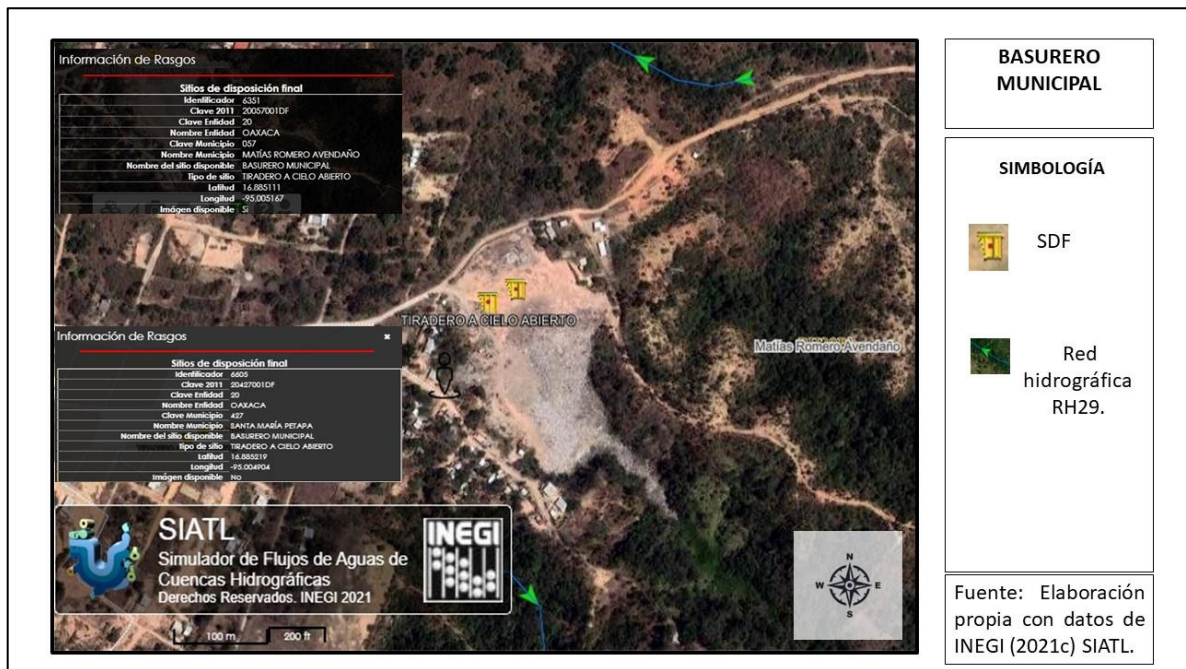 Información de Rasgos
Sitios de disposición final
Identificador 6351
Clave 2011 20057001DF
Clave Entidad 20
Nombre Entidad OAXACA
Clave Municipio 057
Nombre Municipio MATÍAS ROMERO AVENDAÑO
Nombre del sitio disponible BASURERO MUNICIPAL
Tipo de sitio TIRADERO A CIELO ABIERTO
Latitud 16.885111
Longitud -95.005167
Imágen disponible Sí
TIRADERO A CIELO ABIERTO
Matías Romero Avendaño
Información de Rasgos
Sitios de disposición final
Identificador 6605
Clave 2011 20427001DF
Clave Entidad 20
Nombre Entidad OAXACA
Clave Municipio 427
Nombre Municipio SANTA MARÍA PETAPA
Nombre del sitio disponible BASURERO MUNICIPAL
Tipo de sitio TIRADERO A CIELO ABIERTO
Latitud 16.885219
Longitud -95.004904
Imágen disponible No
SIATL
Simulador de Flujos de Aguas de
Cuencas Hidrográficas
Derechos Reservados. INEGI 2021
INEGI
100 m
200 ft
N
W E
S
BASURERO
MUNICIPAL
SIMBOLOGÍA
SDF
Red
hidrográfica
RH29.
Fuente: Elaboración
propia con datos de
INEGI (2021c) SIATL.